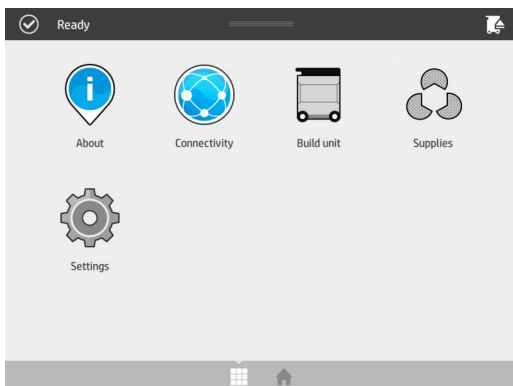 Ready
About
Connectivity
Build unit
Supplies
Settings